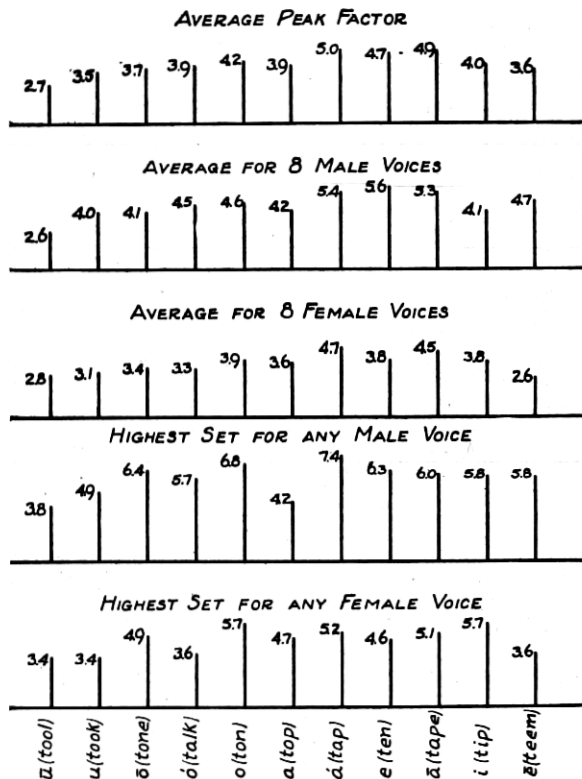 AVERAGE PEAK FACTOR
2.7 3.5 3.7 3.9 4.2 3.9 5.0 4.7 4.9 4.0 3.6
AVERAGE FOR 8 MALE VOICES
2.6 4.0 4.1 4.5 4.6 4.2 5.4 5.6 5.3 4.1 4.7
AVERAGE FOR 8 FEMALE VOICES
2.8 3.1 3.4 3.3 3.9 3.6 4.7 3.8 4.5 3.8 2.6
HIGHEST SET FOR ANY MALE VOICE
3.8 4.9 6.4 5.7 6.8 4.2 7.4 6.3 6.0 5.8 5.8
HIGHEST SET FOR ANY FEMALE VOICE
3.4 3.4 4.9 3.6 5.7 4.7 5.2 4.6 5.1 5.7 3.6
ū(tool)
u(took)
ō(tone)
ó(talk)
o(ton)
a(top)
á(tap)
e(ten)
ā(tape)
i(tip)
ē(teem)